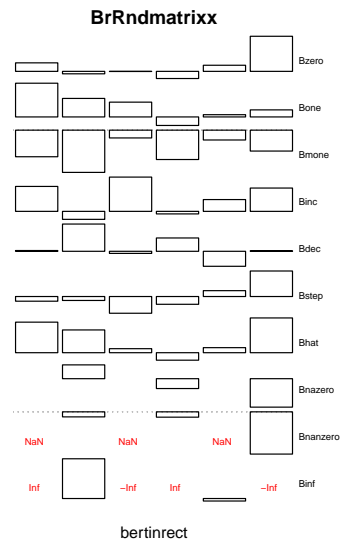 BrRndmatrixx
Bzero
Bone
Bmone
Binc
Bdec
Bstep
Bhat
Bnazero
Bnanzero
NaN NaN NaN
Binf
Inf −Inf Inf −Inf
bertinrect